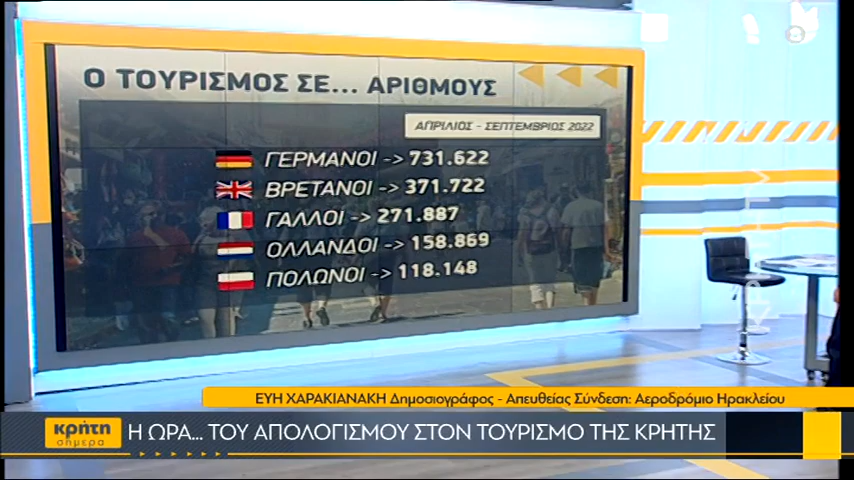 Ο ΤΟΥΡΙΣΜΟΣ ΣΕ... ΑΡΙΘΜΟΥΣ
ΑΠΡΙΛΙΟΣ - ΣΕΠΤΕΜΒΡΙΟΣ 2022
ΓΕΡΜΑΝΟΙ -> 731.622
ΒΡΕΤΑΝΟΙ -> 371.722
ΓΑΛΛΟΙ -> 271.887
ΟΛΛΑΝΔΟΙ -> 158.869
ΠΟΛΩΝΟΙ -> 118.148
ΕΥΗ ΧΑΡΑΚΙΑΝΑΚΗ Δημοσιογράφος - Απευθείας Σύνδεση: Αεροδρόμιο Ηρακλείου
κρήτη
σήμερα
Η ΩΡΑ... ΤΟΥ ΑΠΟΛΟΓΙΣΜΟΥ ΣΤΟΝ ΤΟΥΡΙΣΜΟ ΤΗΣ ΚΡΗΤΗΣ